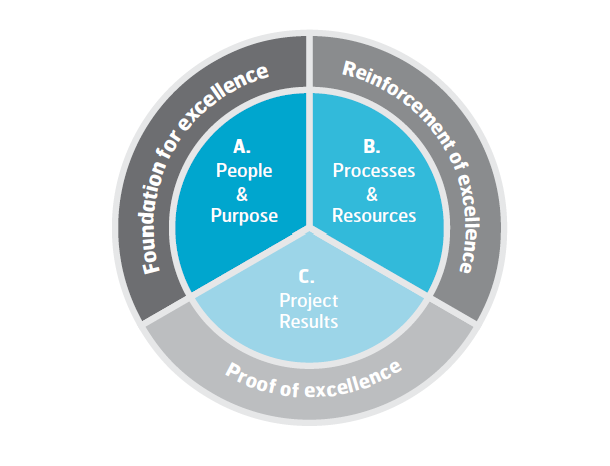 Foundation for excellence
Reinforcement of excellence
A.
People
&
Purpose
B.
Processes
&
Resources
C.
Project
Results
Proof of excellence